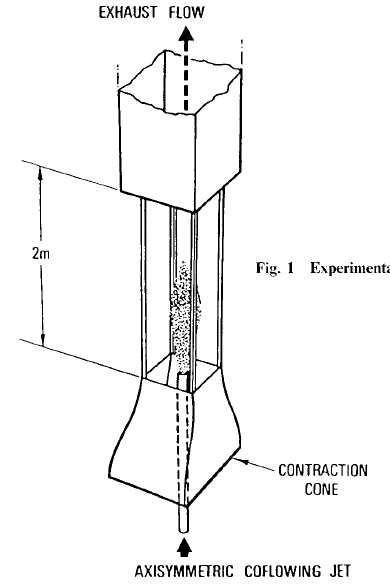 EXHAUST FLOW
2m
Fig. 1 Experimenta
CONTRACTION
CONE
AXISYMMETRIC COFLOWING JET